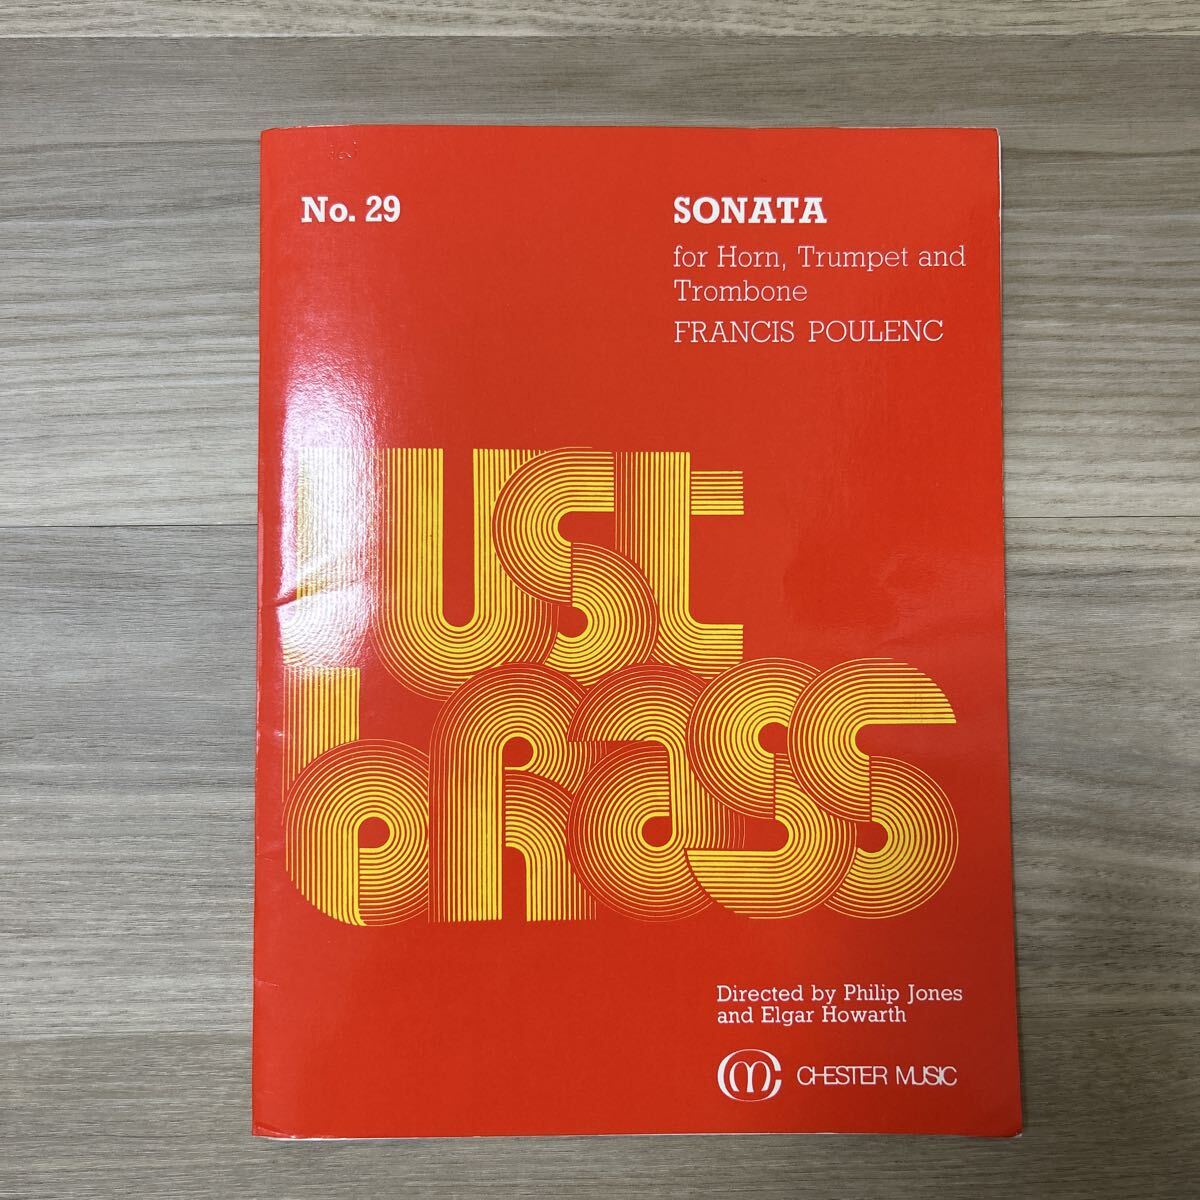 No. 29
SONATA
for Horn, Trumpet and
Trombone
FRANCIS POULENC
just
brass
Directed by Philip Jones
and Elgar Howarth
CHESTER MUSIC